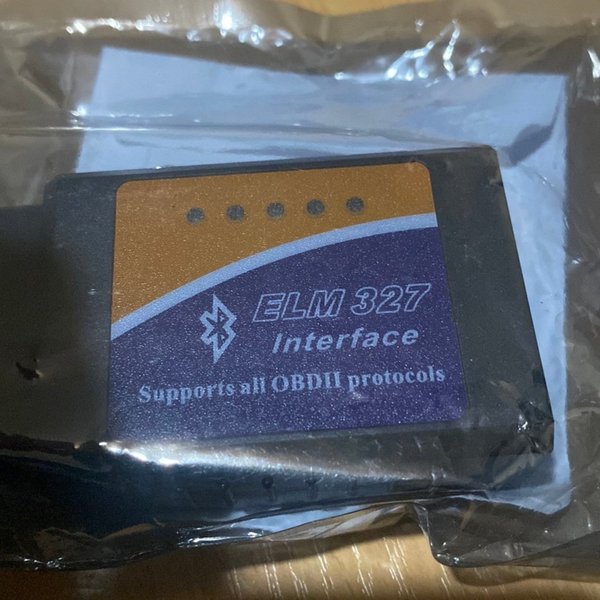 ELM 327
Interface
Supports all OBDII protocols